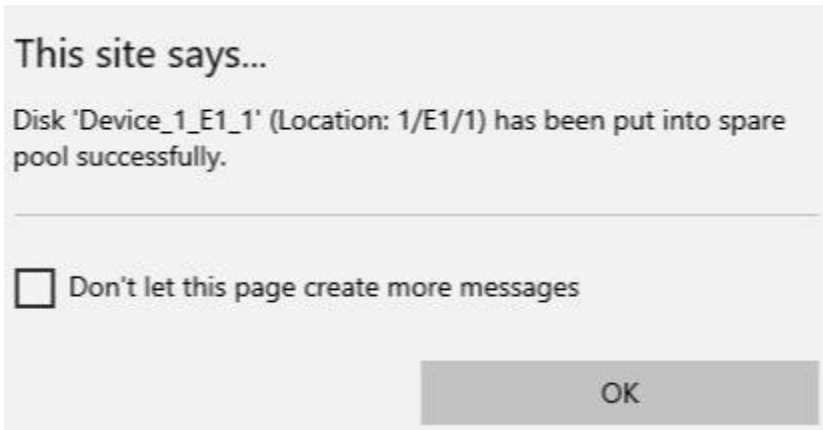 This site says...
Disk 'Device_1_E1_1' (Location: 1/E1/1) has been put into spare
pool successfully.
Don't let this page create more messages
OK